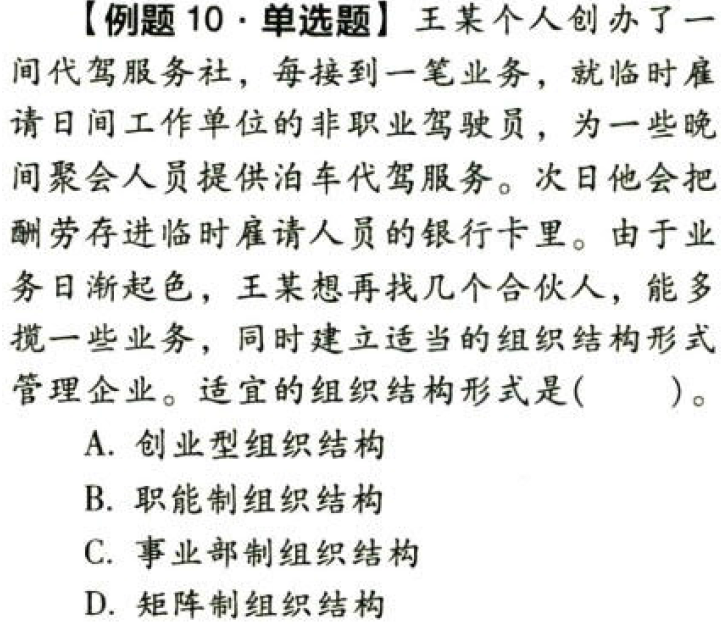 【例题 10·单选题】王某个人创办了一
间代驾服务社，每接到一笔业务，就临时雇
请日间工作单位的非职业驾驶员，为一些晚
间聚会人员提供泊车代驾服务。次日他会把
酬劳存进临时雇请人员的银行卡里。由于业
务日渐起色，王某想再找几个合伙人，能多
揽一些业务，同时建立适当的组织结构形式
管理企业。适宜的组织结构形式是(　　)。
A. 创业型组织结构
B. 职能制组织结构
C. 事业部制组织结构
D. 矩阵制组织结构